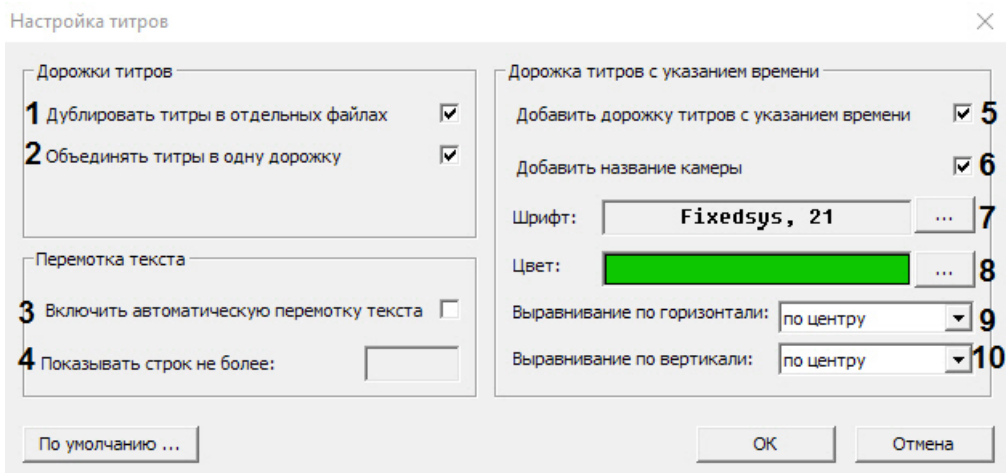 Настройка титров
Дорожки титров
1 Дублировать титры в отдельных файлах
2 Объединять титры в одну дорожку
Перемотка текста
3 Включить автоматическую перемотку текста
4 Показывать строк не более:
Дорожка титров с указанием времени
Добавить дорожку титров с указанием времени 5
Добавить название камеры 6
Шрифт: Fixedsys, 21 ... 7
Цвет: ... 8
Выравнивание по горизонтали: по центру 9
Выравнивание по вертикали: по центру 10
По умолчанию ... ОК Отмена